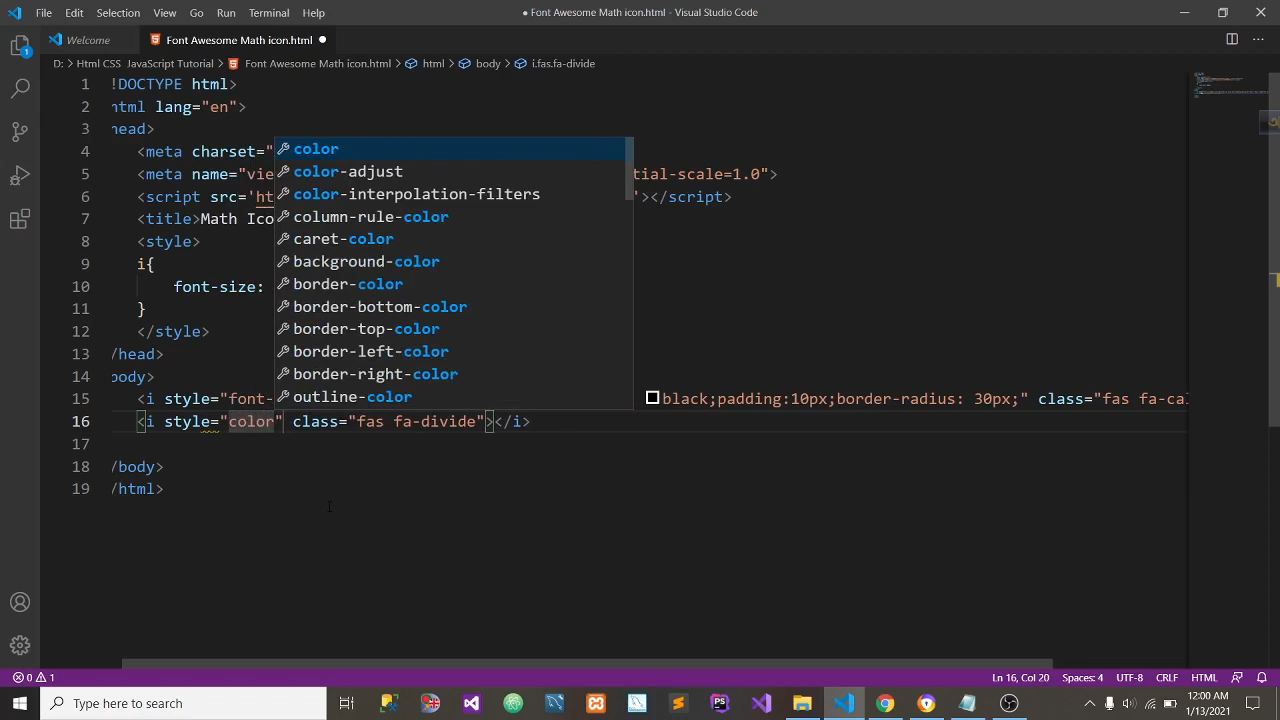 File Edit Selection View Go Run Terminal Help
● Font Awesome Math icon.html - Visual Studio Code
Welcome
Font Awesome Math icon.html ●
D: > Html CSS JavaScript Tutorial > Font Awesome Math icon.html > html > body > i.fas.fa-divide
1 !DOCTYPE html>
2 html lang="en">
3 head>
4 <meta charset="
5 <meta name="vie tial-scale=1.0">
6 <script src='ht '></script>
7 <title>Math Ico
8 <style>
9 i{
10 font-size:
11 }
12 </style>
13 /head>
14 body>
15 <i style="font- black;padding:10px;border-radius: 30px;" class="fas fa-cal
16 <i style="color" class="fas fa-divide"></i>
17
18 /body>
19 /html>
color
color-adjust
color-interpolation-filters
column-rule-color
caret-color
background-color
border-color
border-bottom-color
border-top-color
border-left-color
border-right-color
outline-color
1
0 1
Ln 16, Col 20 Spaces: 4 UTF-8 CRLF HTML
Type here to search
PS
12:00 AM
1/13/2021